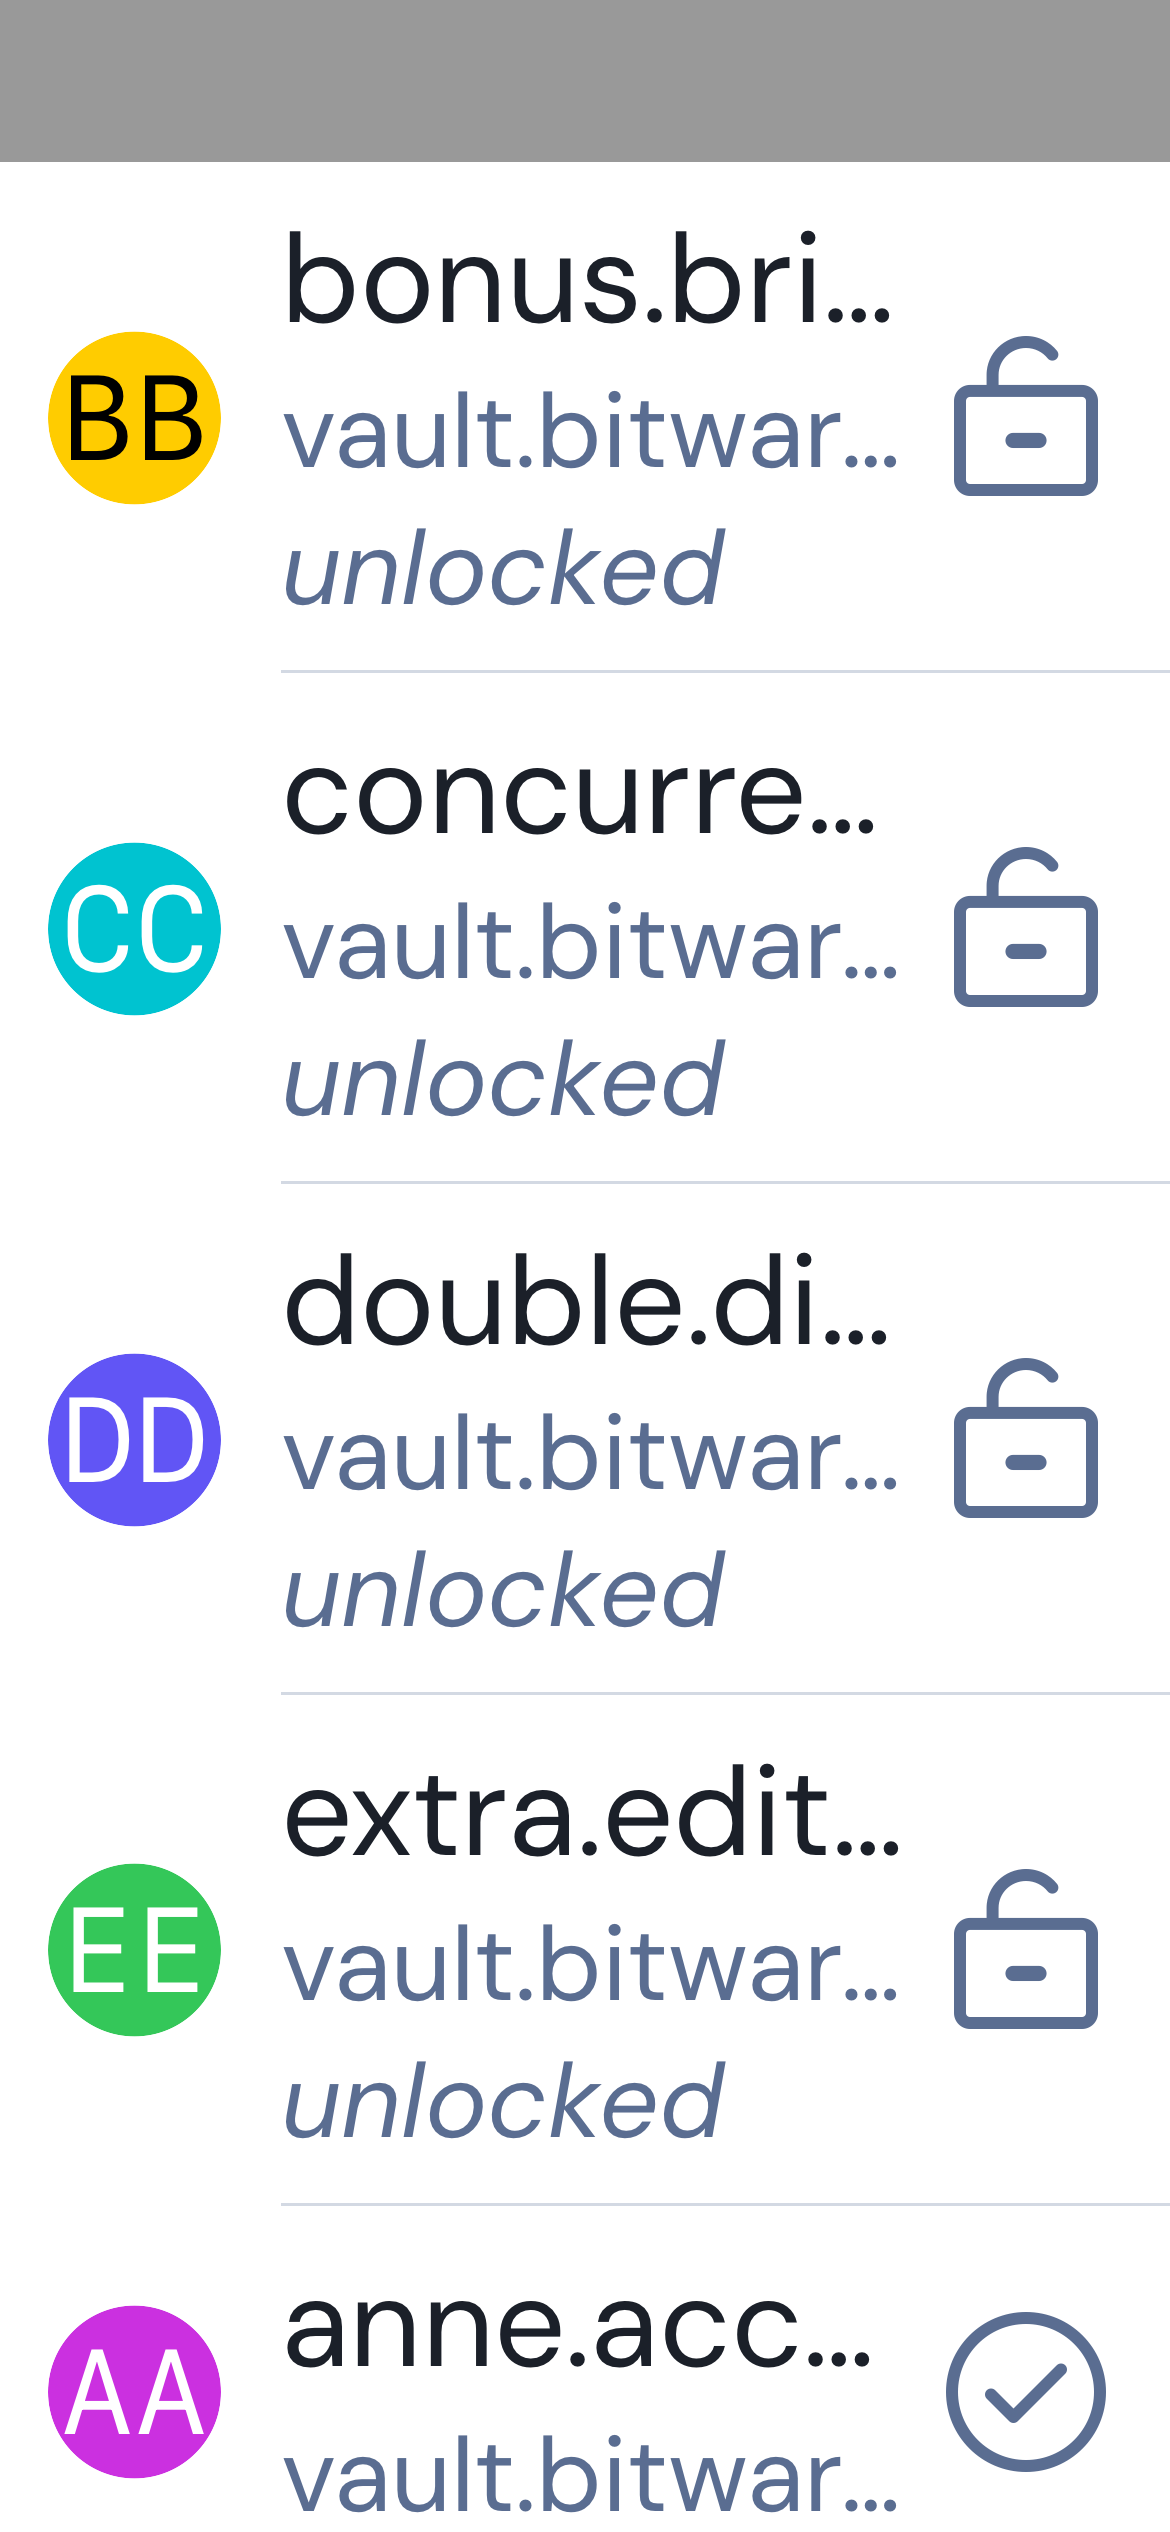 bonus.bri...
BB
vault.bitwar...
unlocked
concurre...
CC
vault.bitwar...
unlocked
double.di...
DD
vault.bitwar...
unlocked
extra.edit...
EE
vault.bitwar...
unlocked
anne.acc...
AA
vault.bitwar...